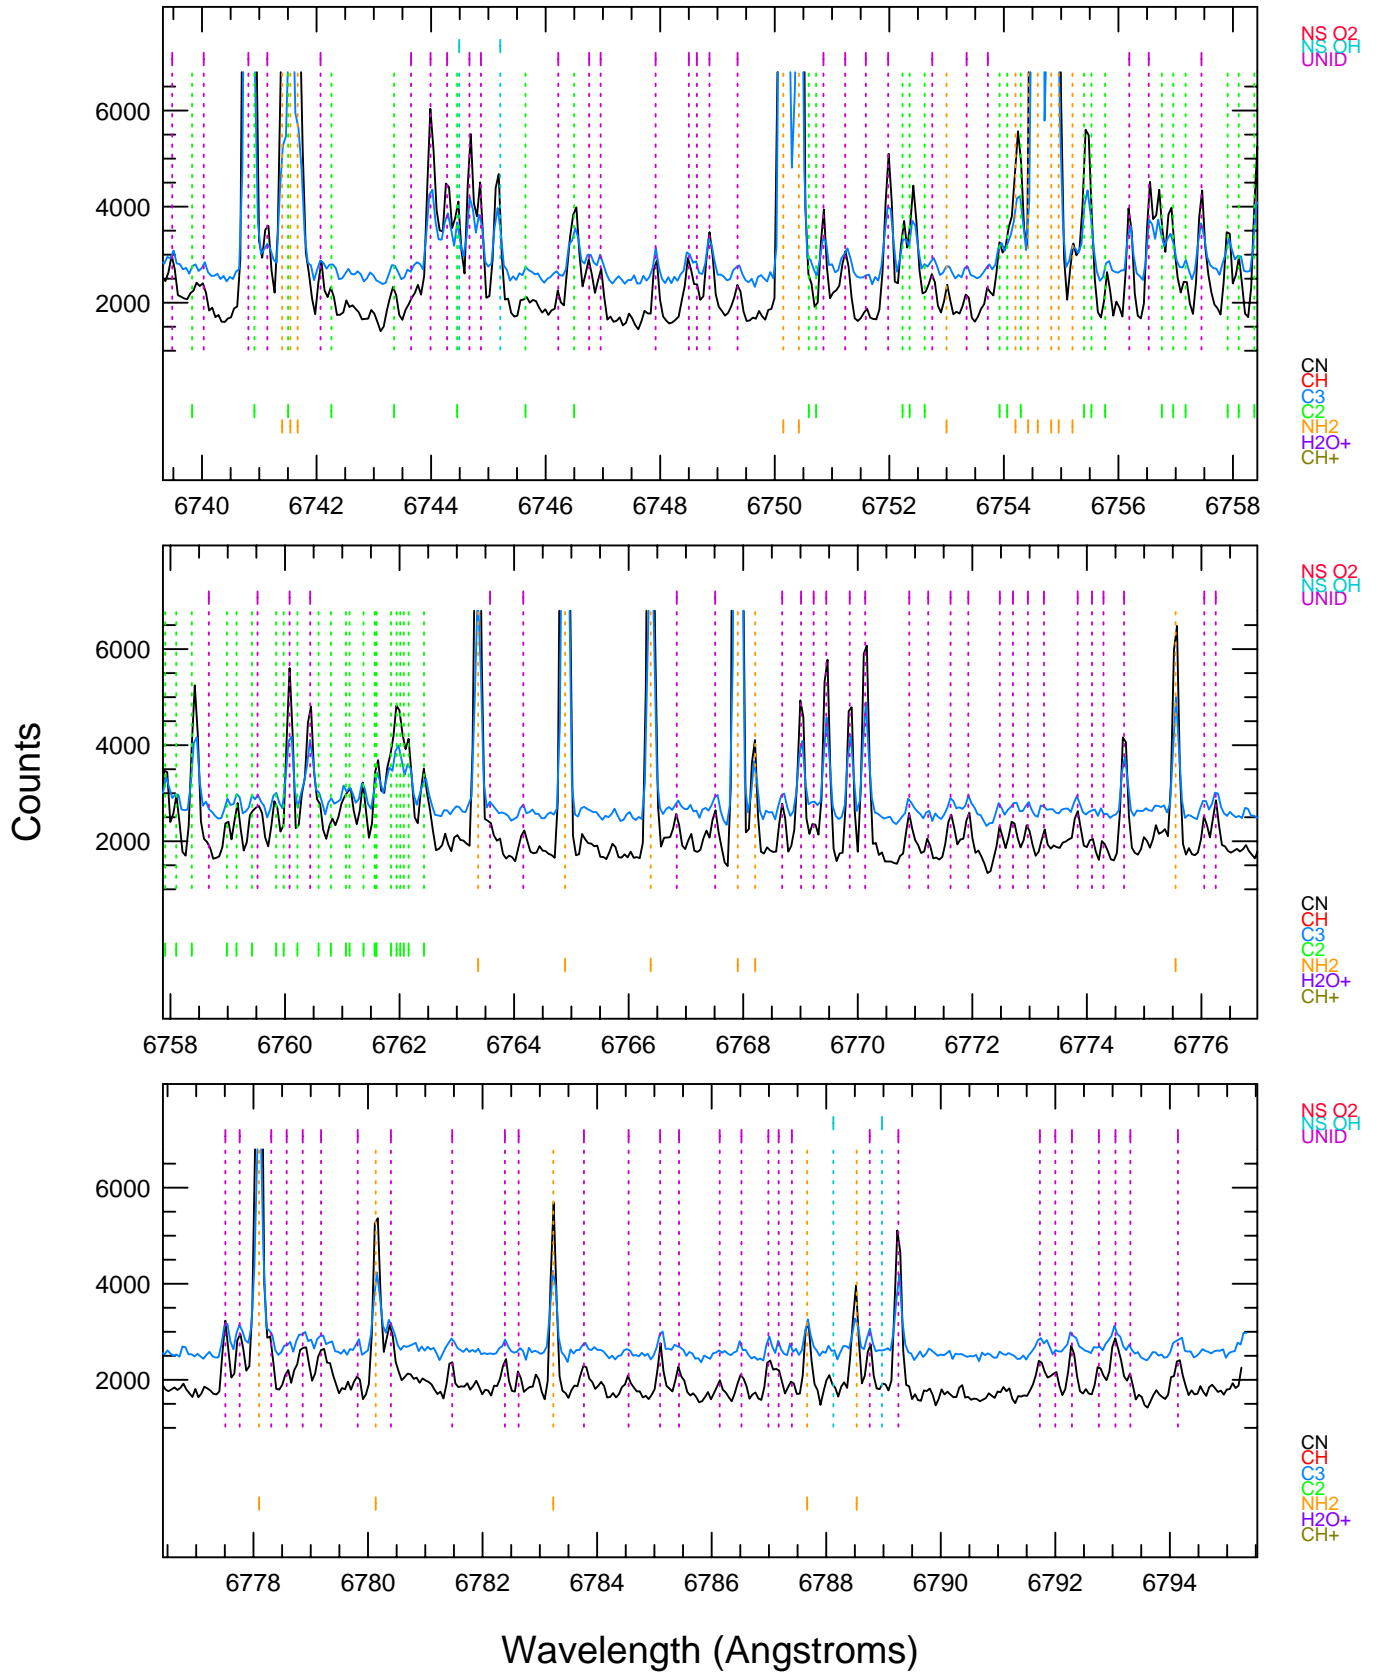 NS O2
NS OH
UNID
6000
4000
2000
CN
CH
C3
C2
NH2
H2O+
CH+
6740 6742 6744 6746 6748 6750 6752 6754 6756 6758
NS O2
NS OH
UNID
6000
4000
2000
Counts
CN
CH
C3
C2
NH2
H2O+
CH+
6758 6760 6762 6764 6766 6768 6770 6772 6774 6776
NS O2
NS OH
UNID
6000
4000
2000
CN
CH
C3
C2
NH2
H2O+
CH+
6778 6780 6782 6784 6786 6788 6790 6792 6794
Wavelength (Angstroms)